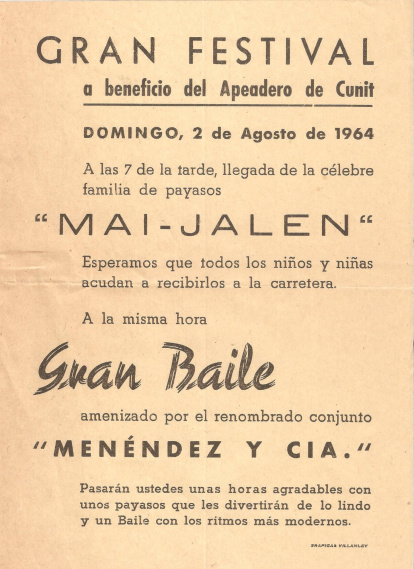 GRAN FESTIVAL
a beneficio del Apeadero de Cunit
DOMINGO, 2 de Agosto de 1964
A las 7 de la tarde, llegada de la célebre
familia de payasos
“MAI-JALEN“
Esperamos que todos los niños y niñas
acudan a recibirlos a la carretera.
A la misma hora
Gran Baile
amenizado por el renombrado conjunto
“MENÉNDEZ Y CIA.“
Pasarán ustedes unas horas agradables con
unos payasos que les divertirán de lo lindo
y un Baile con los ritmos más modernos.